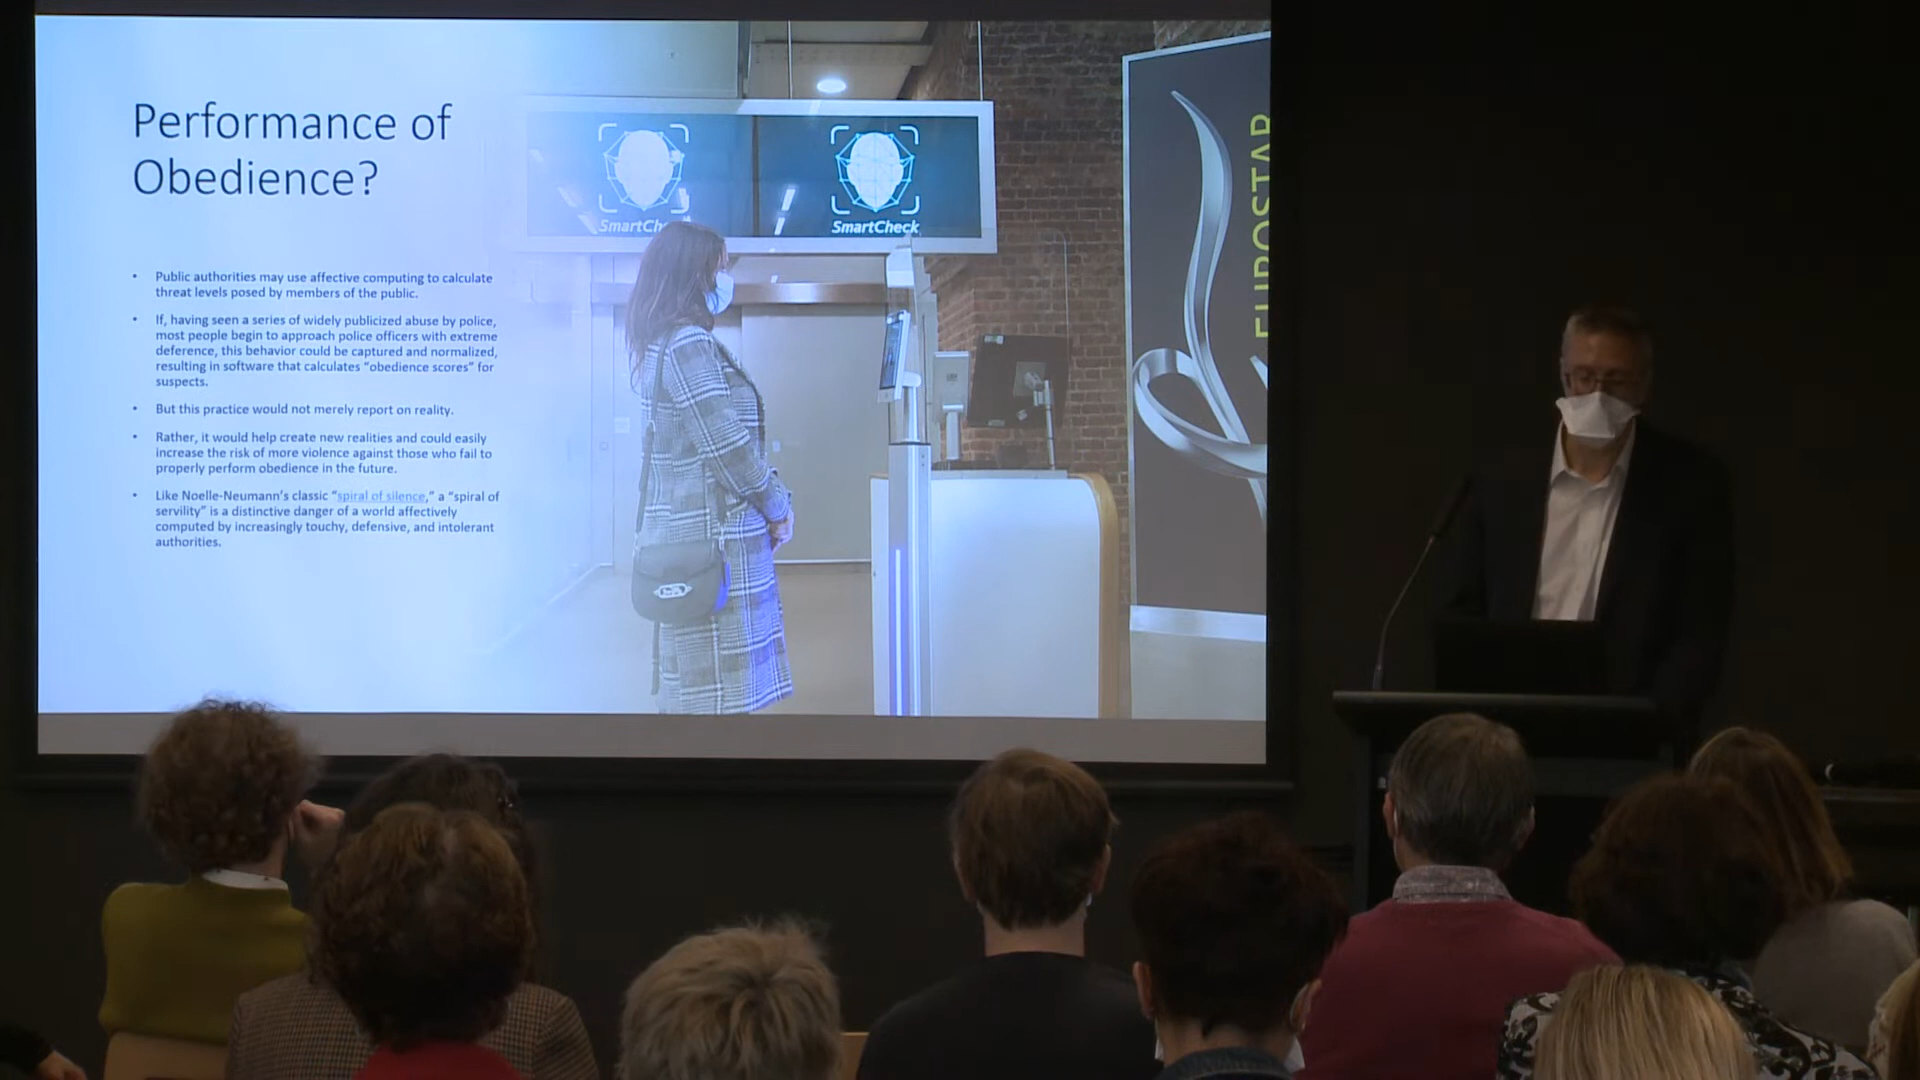 Performance of
Obedience?
• Public authorities may use affective computing to calculate
threat levels posed by members of the public.
• If, having seen a series of widely publicized abuse by police,
most people begin to approach police officers with extreme
deference, this behavior could be captured and normalized,
resulting in software that calculates “obedience scores” for
suspects.
• But this practice would not merely report on reality.
• Rather, it would help create new realities and could easily
increase the risk of more violence against those who fail to
properly perform obedience in the future.
• Like Noelle-Neumann’s classic “spiral of silence,” a “spiral of
servility” is a distinctive danger of a world affectively
computed by increasingly touchy, defensive, and intolerant
authorities.
SmartCh
SmartCheck
EUROSTAR